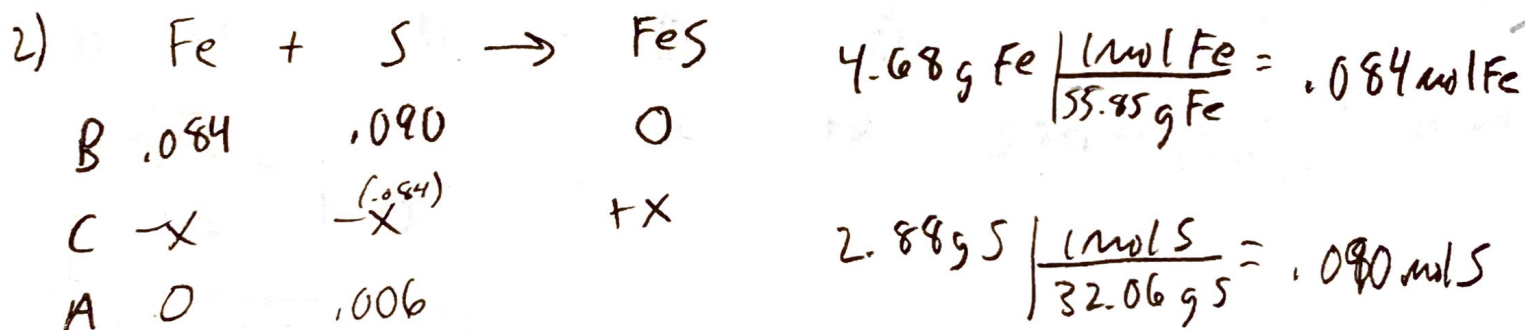 2) Fe + S → FeS
B .084 .090 0
C -X -X (.084) +X
A 0 .006
4.68 g Fe | 1 mol Fe / 55.85 g Fe = .084 mol Fe
2.88 g S | 1 mol S / 32.06 g S = .090 mol S